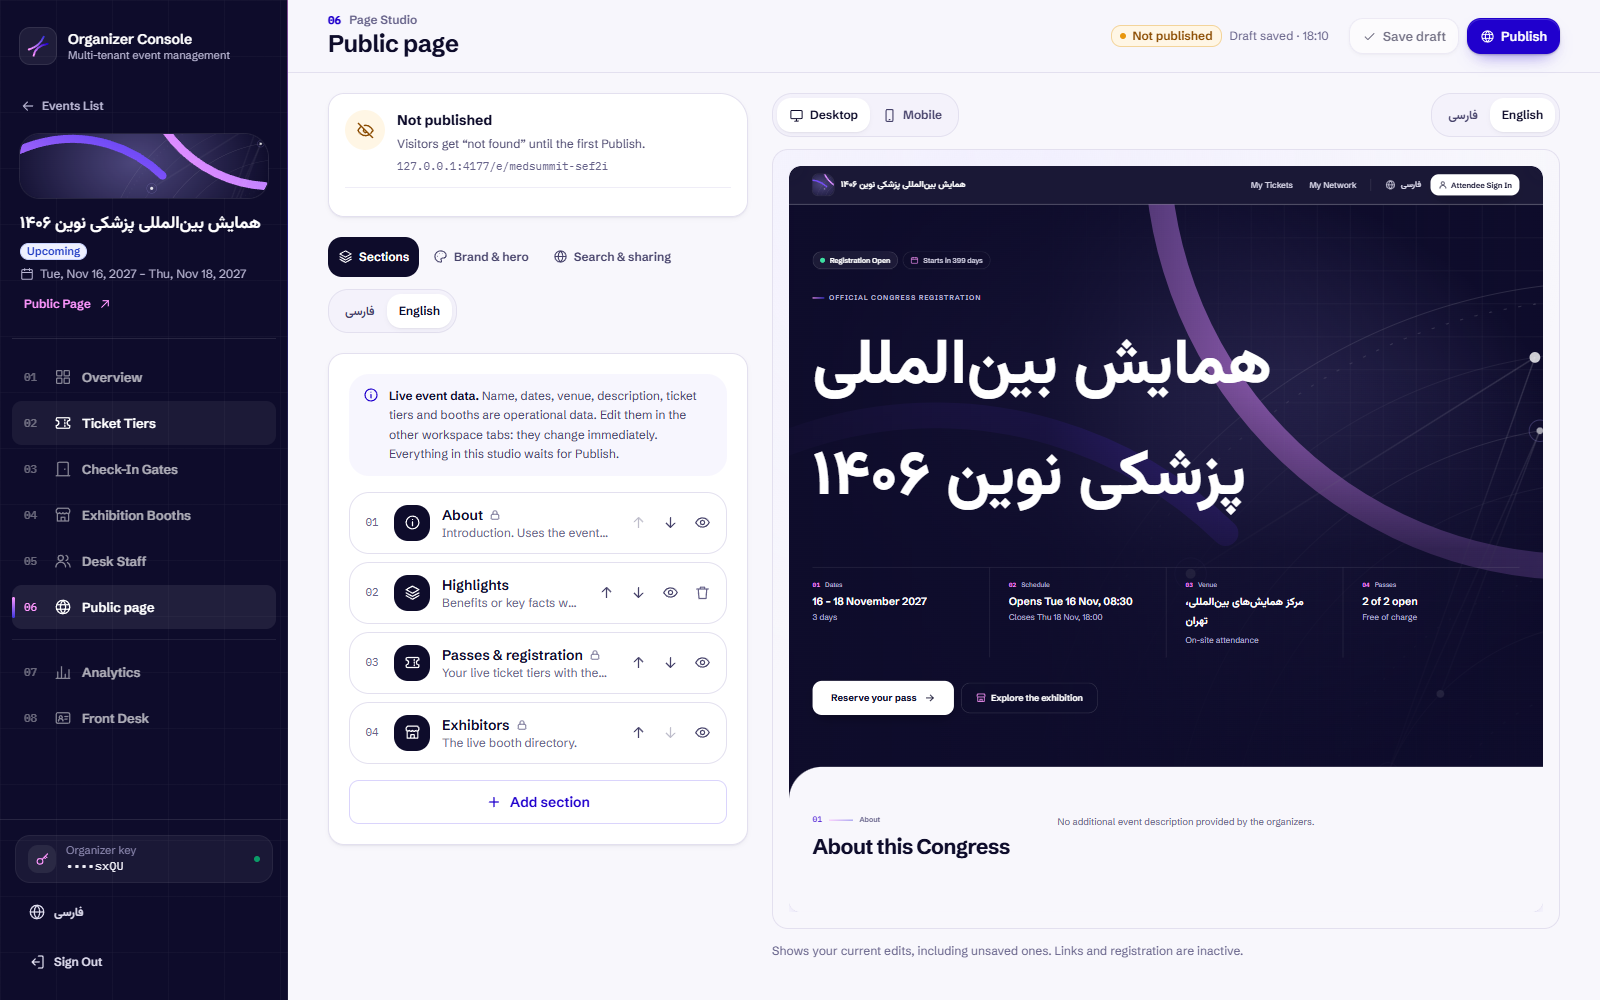 Organizer Console
Multi-tenant event management
Events List
همایش بین‌المللی پزشکی نوین ۱۴۰۶
Upcoming
Tue, Nov 16, 2027 – Thu, Nov 18, 2027
Public Page
01 Overview
02 Ticket Tiers
03 Check-In Gates
04 Exhibition Booths
05 Desk Staff
06 Public page
07 Analytics
08 Front Desk
Organizer key
••••sxQU
فارسی
Sign Out
06 Page Studio
Public page
Not published
Draft saved · 18:10
Save draft
Publish
Not published
Visitors get “not found” until the first Publish.
127.0.0.1:4177/e/medsummit-sef2i
Sections
Brand & hero
Search & sharing
فارسی
English
Live event data. Name, dates, venue, description, ticket
tiers and booths are operational data. Edit them in the
other workspace tabs: they change immediately.
Everything in this studio waits for Publish.
01 About
Introduction. Uses the event…
02 Highlights
Benefits or key facts w…
03 Passes & registration
Your live ticket tiers with the…
04 Exhibitors
The live booth directory.
Add section
Desktop
Mobile
فارسی
English
همایش بین‌المللی پزشکی نوین ۱۴۰۶
My Tickets
My Network
فارسی
Attendee Sign In
Registration Open
Starts in 399 days
OFFICIAL CONGRESS REGISTRATION
همایش بین‌المللی
پزشکی نوین ۱۴۰۶
01 Dates
16 – 18 November 2027
3 days
02 Schedule
Opens Tue 16 Nov, 08:30
Closes Thu 18 Nov, 18:00
03 Venue
مرکز همایش‌های بین‌المللی،
تهران
On-site attendance
04 Passes
2 of 2 open
Free of charge
Reserve your pass
Explore the exhibition
01 About
About this Congress
No additional event description provided by the organizers.
Shows your current edits, including unsaved ones. Links and registration are inactive.